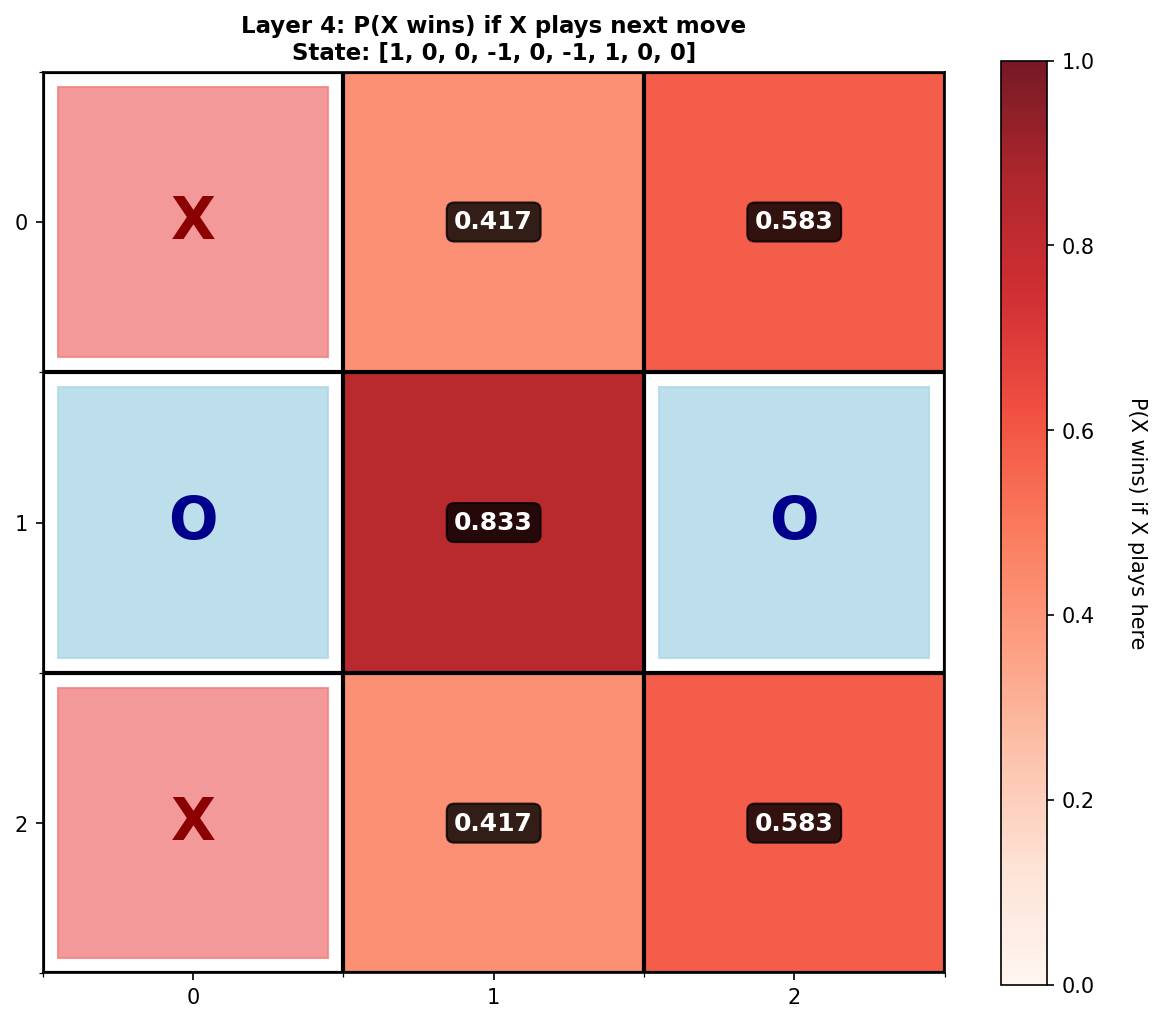 Layer 4: P(X wins) if X plays next move
State: [1, 0, 0, -1, 0, -1, 1, 0, 0]
X 0.417 0.583
O 0.833 O
X 0.417 0.583
0
1
2
0 1 2
1.0
0.8
0.6
0.4
0.2
0.0
P(X wins) if X plays here